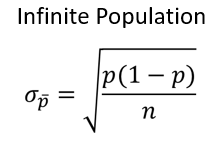 Infinite Population
σ_p̄ = √(p(1 − p)/n)